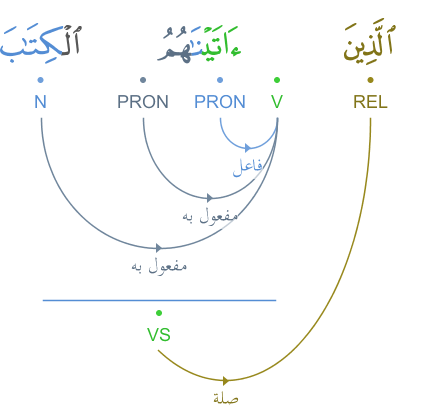 ٱلَّذِينَ ءَاتَيْنَٰهُمُ ٱلْكِتَٰبَ
REL V PRON PRON N
فاعل
مفعول به
مفعول به
VS
صلة